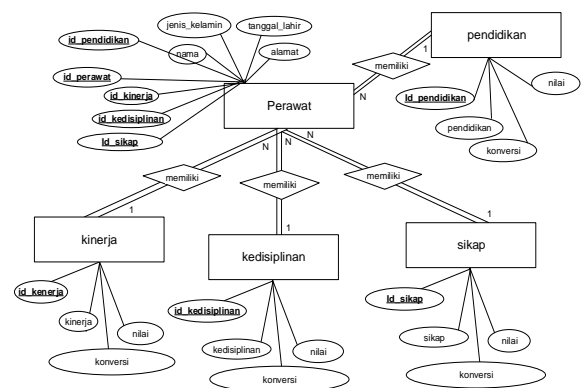 jenis_kelamin
tanggal_lahir
id_pendidikan
nama
alamat
id_perawat
id_kinerja
id_kedisiplinan
Id_sikap
Perawat
memiliki
1
N
pendidikan
Id_pendidikan
nilai
pendidikan
konversi
N
N
N
memiliki
memiliki
memiliki
1
1
1
kinerja
kedisiplinan
sikap
id_kenerja
kinerja
nilai
konversi
id_kedisiplinan
kedisiplinan
nilai
konversi
Id_sikap
sikap
nilai
konversi